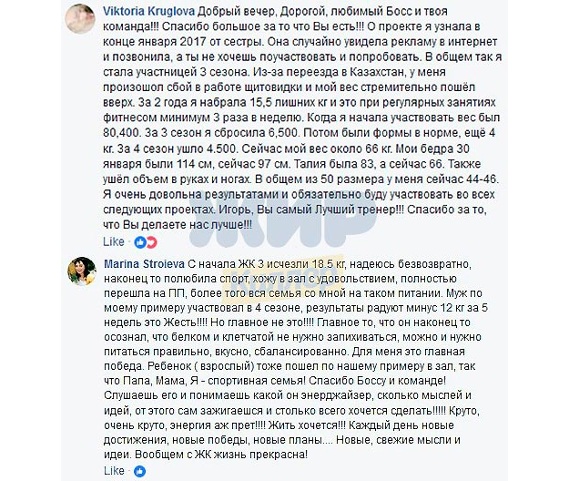 Viktoria Kruglova Добрый вечер, Дорогой, любимый Босс и твоя
команда!!! Спасибо большое за то что Вы есть!!! О проекте я узнала в
конце января 2017 от сестры. Она случайно увидела рекламу в интернет
и позвонила, а ты не хочешь поучаствовать и попробовать. В общем так я
стала участницей 3 сезона. Из-за переезда в Казахстан, у меня
произошол сбой в работе щитовидки и мой вес стремительно пошёл
вверх. За 2 года я набрала 15,5 лишних кг и это при регулярных занятиях
фитнесом минимум 3 раза в неделю. Когда я начала участвовать вес был
80,400. За 3 сезон я сбросила 6,500. Потом были формы в норме, ещё 4
кг. За 4 сезон ушло 4.500. Сейчас мой вес около 66 кг. Мои бедра 30
января были 114 см, сейчас 97 см. Талия была 83, а сейчас 66. Также
ушёл объем в руках и ногах. В общем из 50 размера у меня сейчас 44-46.
Я очень довольна результатами и обязательно буду участвовать во всех
следующих проектах. Игорь, Вы самый Лучший тренер!!! Спасибо за то,
что Вы делаете нас лучше!!!
Like ·
Marina Stroieva С начала ЖК 3 исчезли 18.5 кг, надеюсь безвозвратно,
наконец то полюбила спорт, хожу в зал с удовольствием, полностью
перешла на ПП, более того вся семья со мной на таком питании. Муж по
моему примеру участвовал в 4 сезоне, результаты радуют минус 12 кг за 5
недель это Жесть!!!! Но главное не это!!!! Главное то, что он наконец то
осознал, что белком и клетчаткой не нужно запихиваться, можно и нужно
питаться правильно, вкусно, сбалансированно. Для меня это главная
победа. Ребенок ( взрослый) тоже пошел по нашему примеру в зал, так
что Папа, Мама, Я - спортивная семья! Спасибо Боссу и команде!
Слушаешь его и понимаешь какой он энерджайзер, сколько мыслей и
идей, от этого сам зажигаешся и столько всего хочется сделать!!!!! Круто,
очень круто, энергия аж прет!!!! Жить хочется!!!! Каждый день новые
достижения, новые победы, новые планы.... Новые, свежие мысли и
идеи. Вообщем с ЖК жизнь прекрасна!
Like ·
ЖИР
Киллер